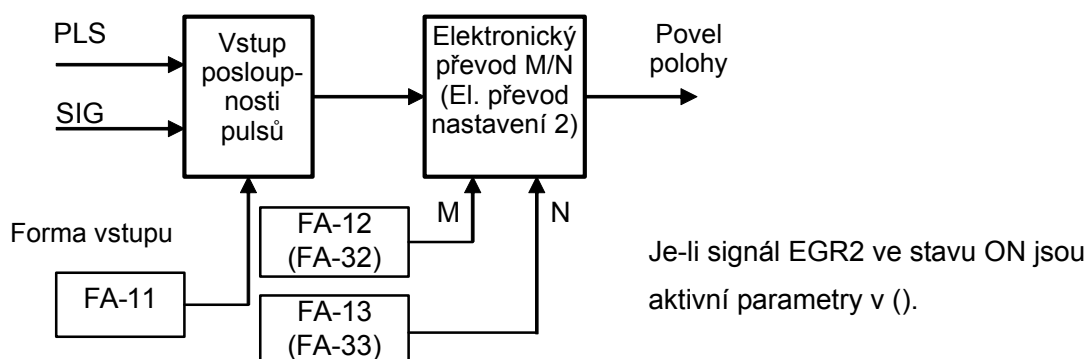 PLS
SIG
Vstup
posloup-
nosti
pulsů
Elektronický
převod M/N
(El. převod
nastavení 2)
Povel
polohy
M
N
Forma vstupu
FA-11
FA-12
(FA-32)
FA-13
(FA-33)
Je-li signál EGR2 ve stavu ON jsou
aktivní parametry v ().